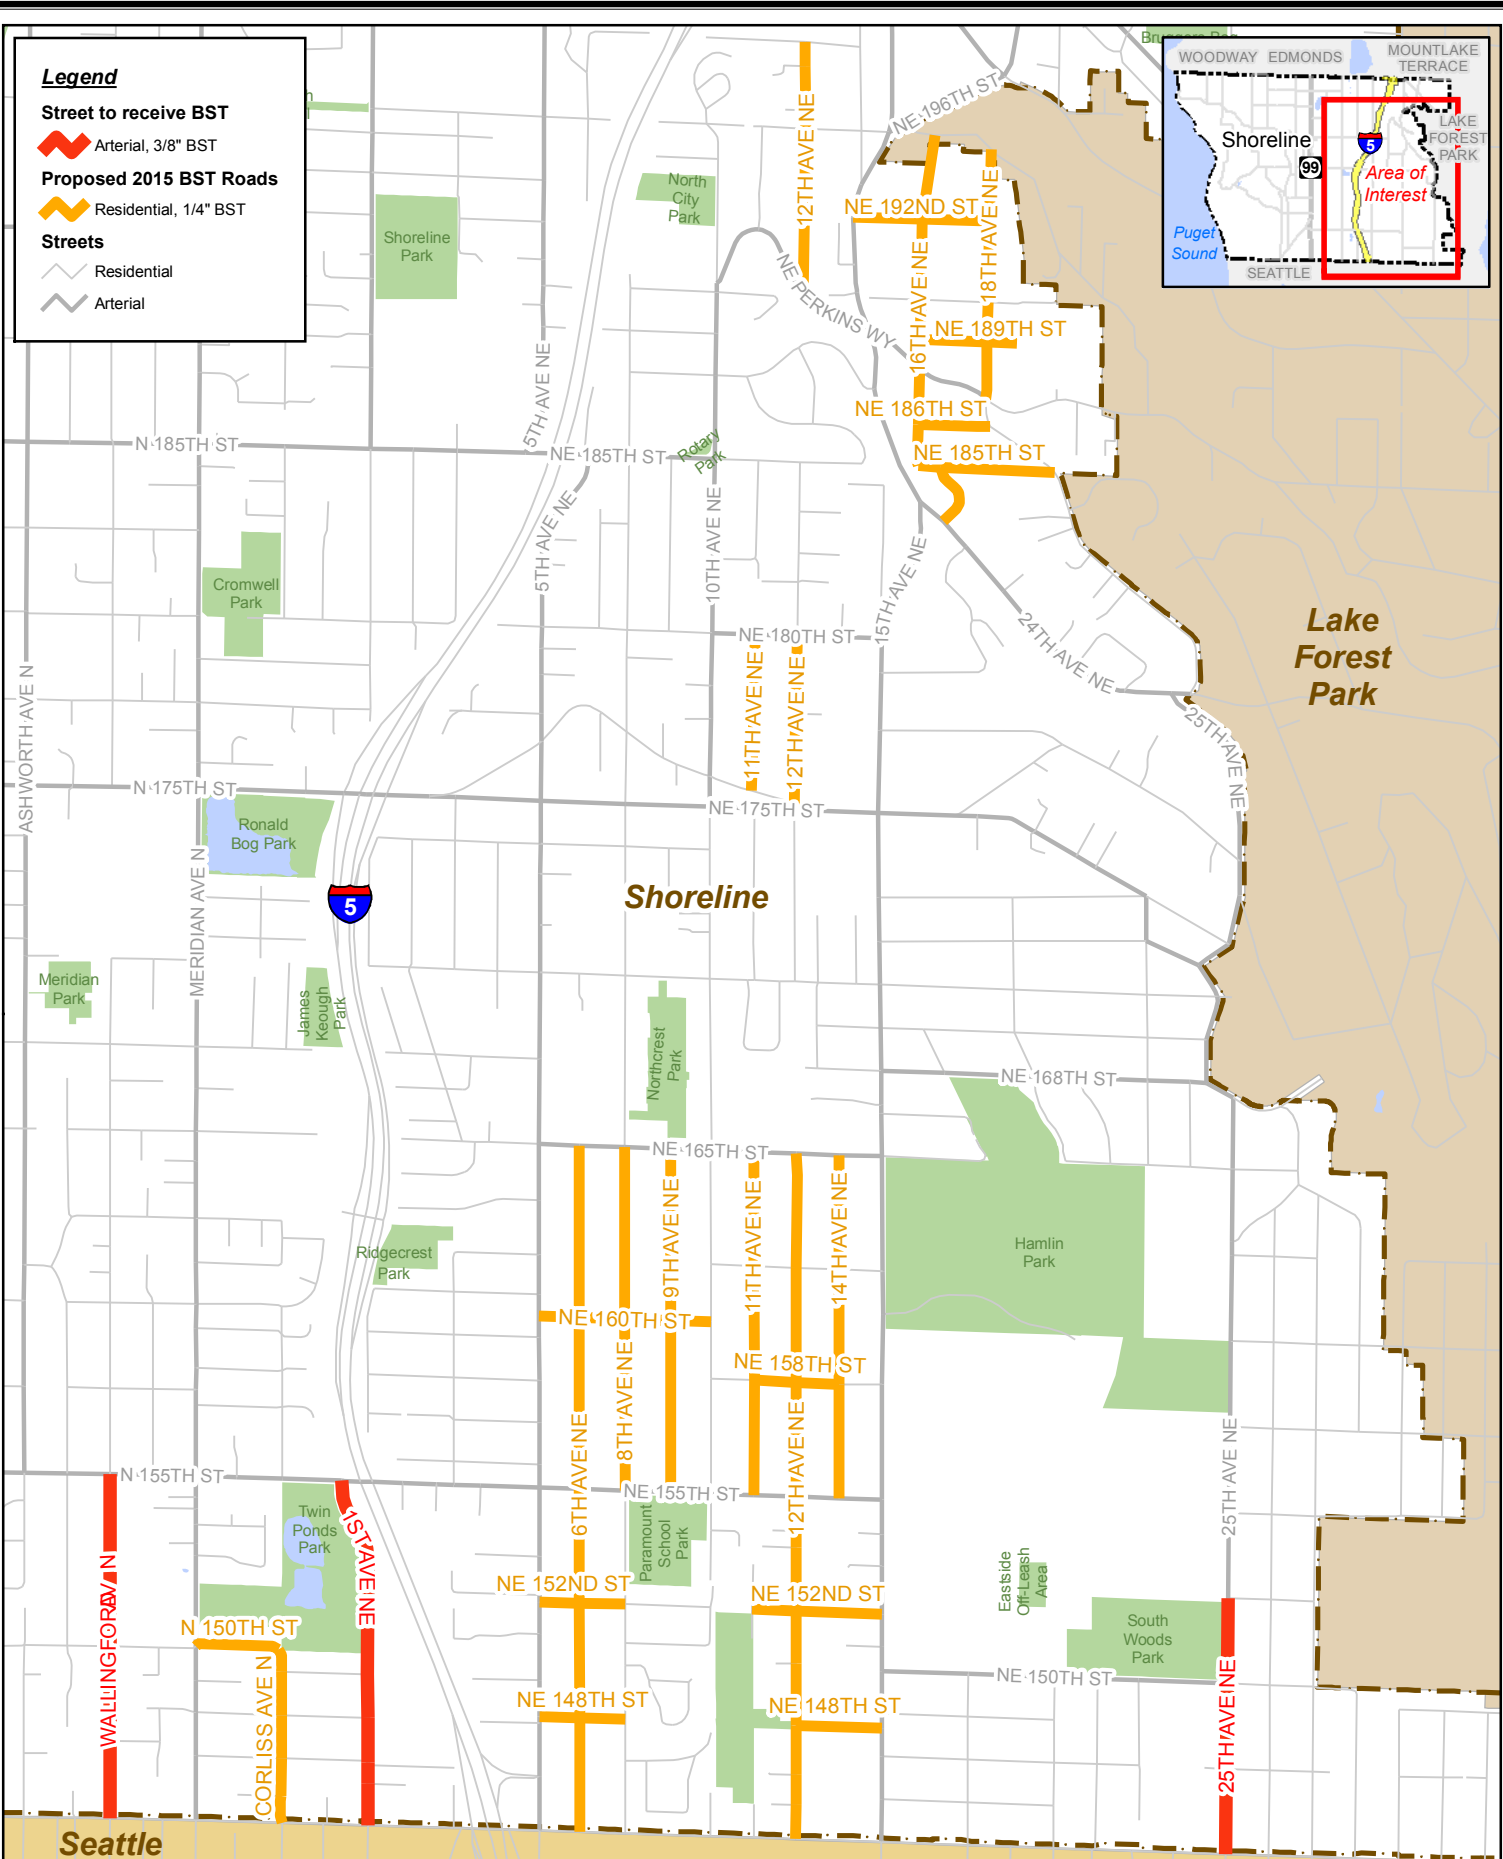 Legend
Street to receive BST
Arterial, 3/8" BST
Proposed 2015 BST Roads
Residential, 1/4" BST
Streets
Residential
Arterial
WOODWAY EDMONDS
MOUNTLAKE
TERRACE
Shoreline
LAKE
FOREST
PARK
99
5
Area of
Interest
Puget
Sound
SEATTLE
NE 196TH ST
12TH AVE NE
North
City
Park
Shoreline
Park
NE 192ND ST
16TH AVE NE
18TH AVE NE
NE PERKINS WY
NE 189TH ST
5TH AVE NE
NE 186TH ST
N 185TH ST
NE 185TH ST
Rotary
Park
NE 185TH ST
5TH AVE NE
5TH AVE NE
10TH AVE NE
15TH AVE NE
Cromwell
Park
24TH AVE NE
Lake
Forest
Park
NE 180TH ST
11TH AVE NE
12TH AVE NE
25TH AVE NE
ASHWORTH AVE N
N 175TH ST
NE 175TH ST
Ronald
Bog Park
MERIDIAN AVE N
5
Shoreline
Meridian
Park
James
Keough
Park
Northcrest
Park
NE 168TH ST
NE 165TH ST
9TH AVE NE
11TH AVE NE
14TH AVE NE
Hamlin
Park
Ridgecrest
Park
NE 160TH ST
NE 158TH ST
8TH AVE NE
6TH AVE NE
12TH AVE NE
25TH AVE NE
N 155TH ST
NE 155TH ST
Twin
Ponds
Park
1ST AVE NE
Paramount
School
Park
Eastside
Off-Leash
Area
NE 152ND ST
NE 152ND ST
WALLINGFORD AV N
N 150TH ST
South
Woods
Park
NE 150TH ST
CORLISS AVE N
NE 148TH ST
NE 148TH ST
25TH AVE NE
Seattle